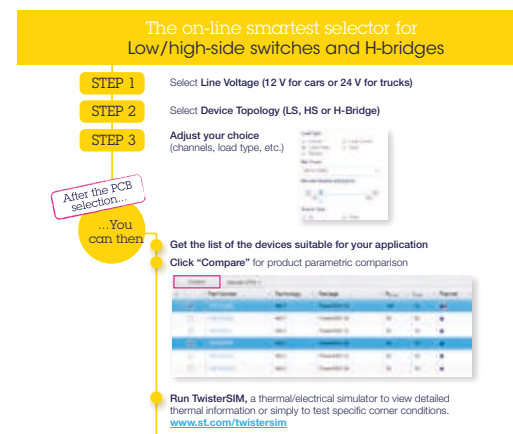 The on-line smartest selector for
Low/high-side switches and H-bridges
STEP 1
Select Line Voltage (12 V for cars or 24 V for trucks)
STEP 2
Select Device Topology (LS, HS or H-Bridge)
STEP 3
Adjust your choice
(channels, load type, etc.)
After the PCB
selection...
...You
can then
Get the list of the devices suitable for your application
Click “Compare” for product parametric comparison
Part Number Technology Package
Run TwisterSIM, a thermal/electrical simulator to view detailed
thermal information or simply to test specific corner conditions.
www.st.com/twistersim